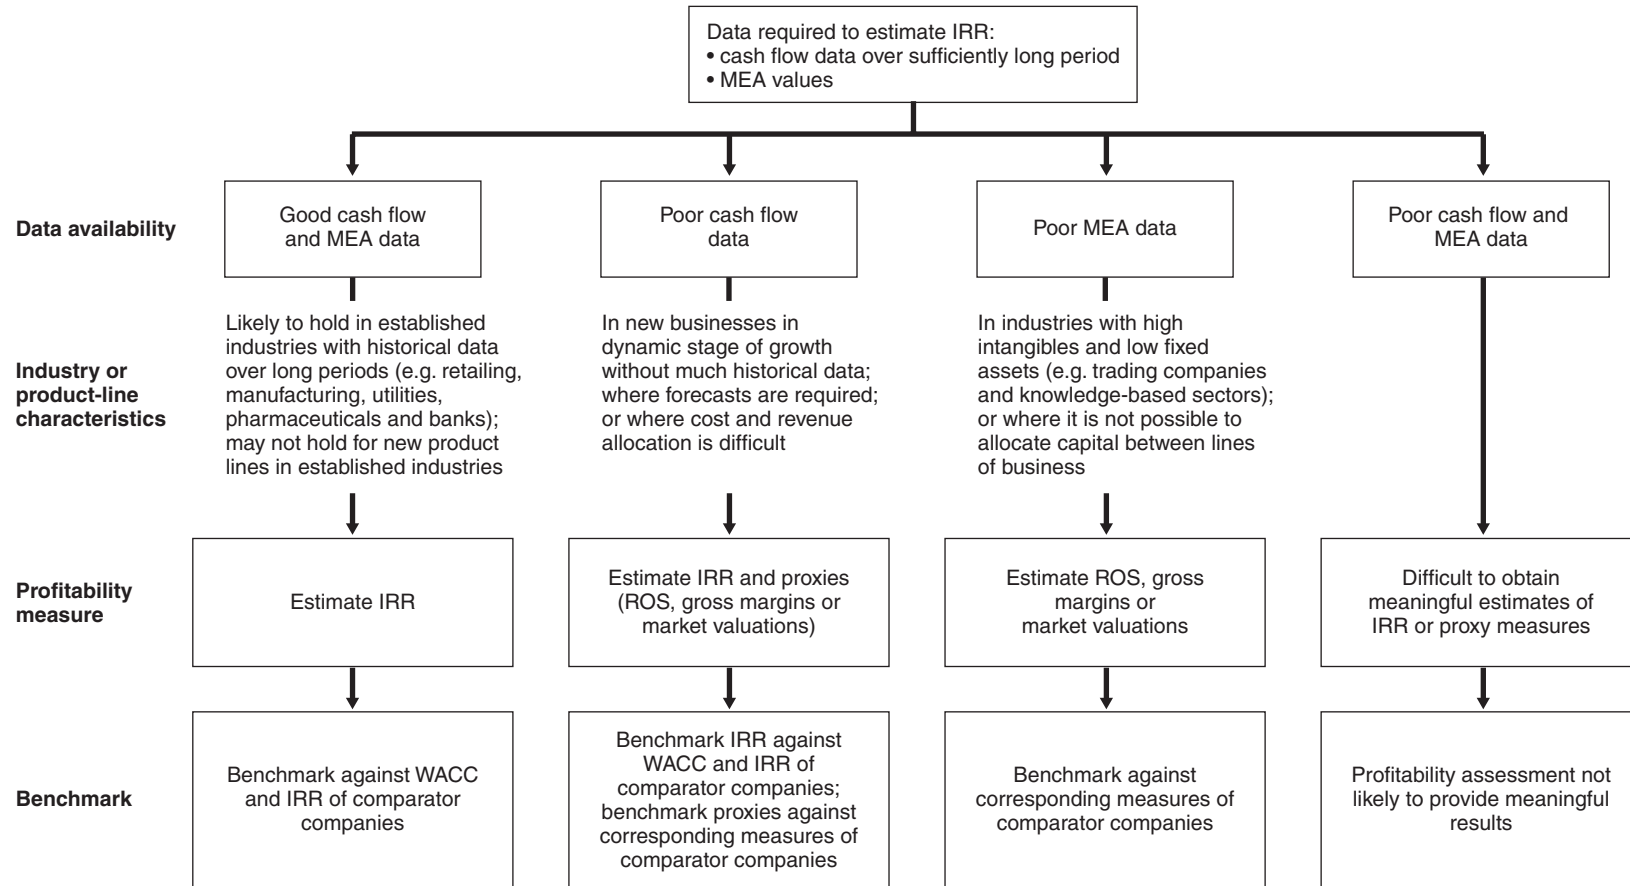 Data required to estimate IRR:
• cash flow data over sufficiently long period
• MEA values
Data availability
Good cash flow
and MEA data
Poor cash flow
data
Poor MEA data
Poor cash flow and
MEA data
Industry or
product-line
characteristics
Likely to hold in established
industries with historical data
over long periods (e.g. retailing,
manufacturing, utilities,
pharmaceuticals and banks);
may not hold for new product
lines in established industries
In new businesses in
dynamic stage of growth
without much historical data;
where forecasts are required;
or where cost and revenue
allocation is difficult
In industries with high
intangibles and low fixed
assets (e.g. trading companies
and knowledge-based sectors);
or where it is not possible to
allocate capital between lines
of business
Profitability
measure
Estimate IRR
Estimate IRR and proxies
(ROS, gross margins or
market valuations)
Estimate ROS, gross
margins or
market valuations
Difficult to obtain
meaningful estimates of
IRR or proxy measures
Benchmark
Benchmark against WACC
and IRR of comparator
companies
Benchmark IRR against
WACC and IRR of
comparator companies;
benchmark proxies against
corresponding measures of
comparator companies
Benchmark against
corresponding measures of
comparator companies
Profitability assessment not
likely to provide meaningful
results